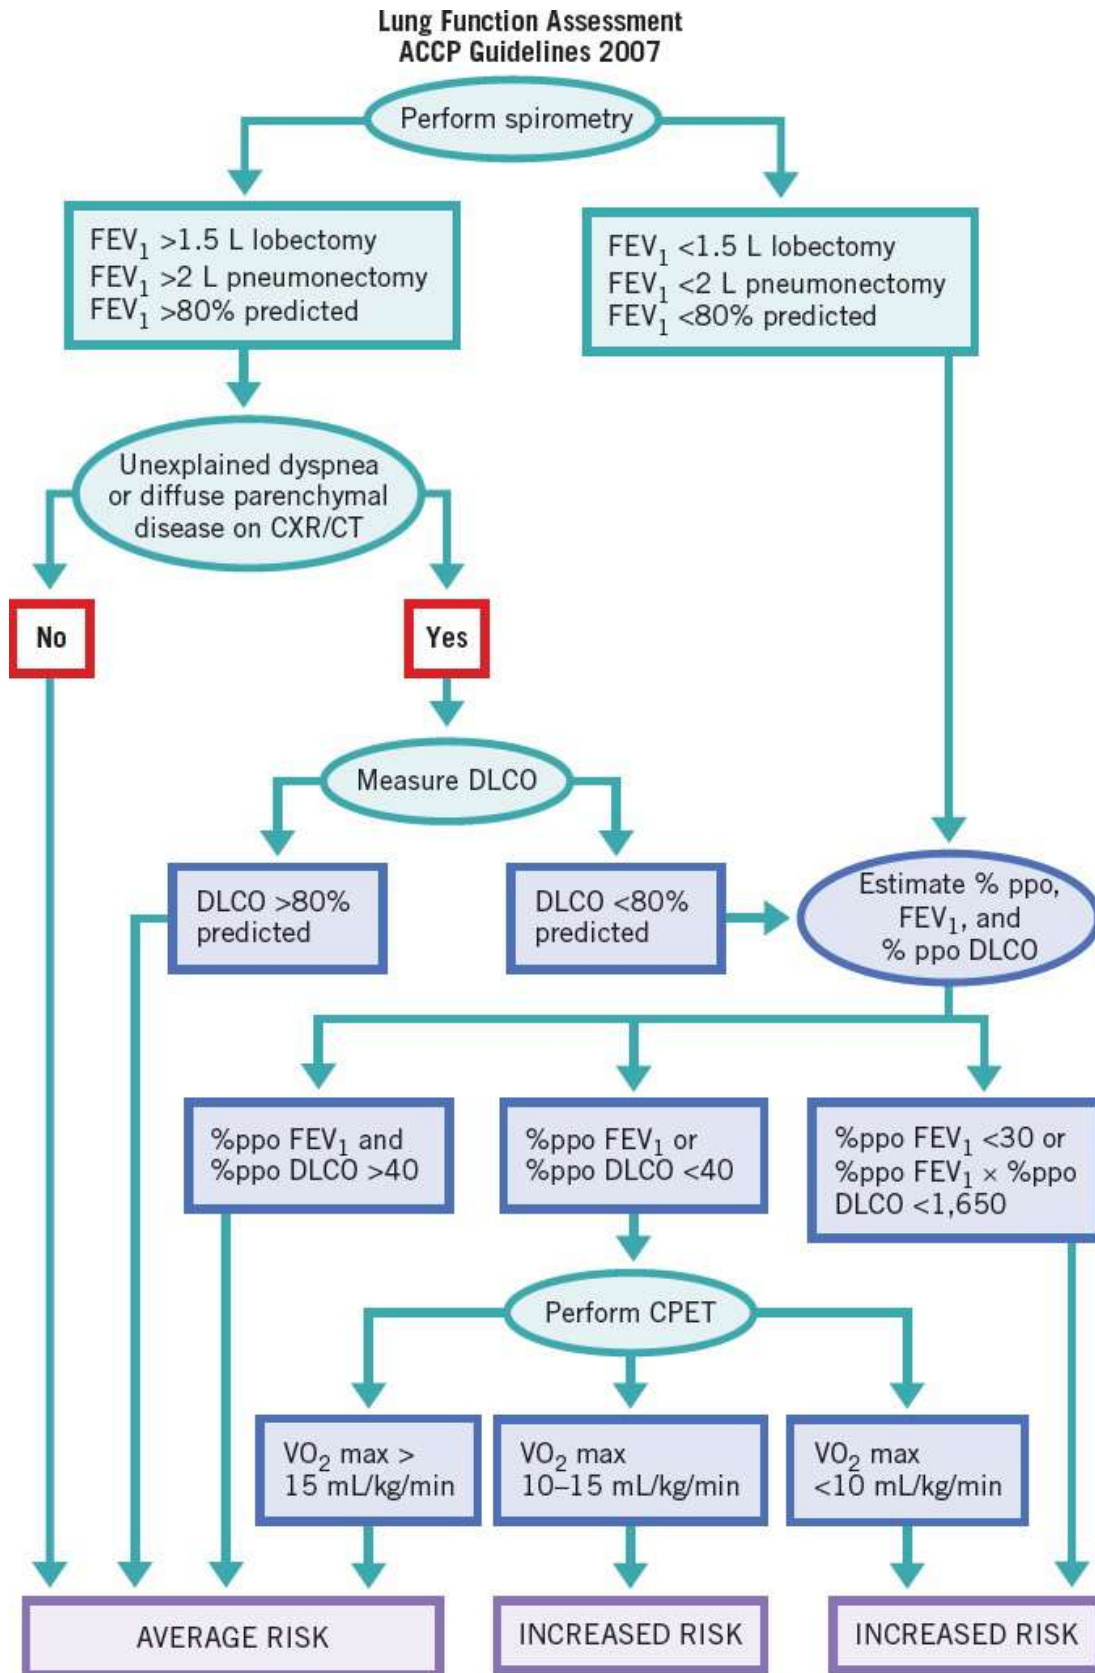 Lung Function Assessment
ACCP Guidelines 2007
Perform spirometry
FEV₁ >1.5 L lobectomy
FEV₁ >2 L pneumonectomy
FEV₁ >80% predicted
FEV₁ <1.5 L lobectomy
FEV₁ <2 L pneumonectomy
FEV₁ <80% predicted
Unexplained dyspnea
or diffuse parenchymal
disease on CXR/CT
No
Yes
Measure DLCO
DLCO >80%
predicted
DLCO <80%
predicted
Estimate % ppo,
FEV₁, and
% ppo DLCO
%ppo FEV₁ and
%ppo DLCO >40
%ppo FEV₁ or
%ppo DLCO <40
%ppo FEV₁ <30 or
%ppo FEV₁ × %ppo
DLCO <1,650
Perform CPET
VO₂ max >
15 mL/kg/min
VO₂ max
10–15 mL/kg/min
VO₂ max
<10 mL/kg/min
AVERAGE RISK
INCREASED RISK
INCREASED RISK